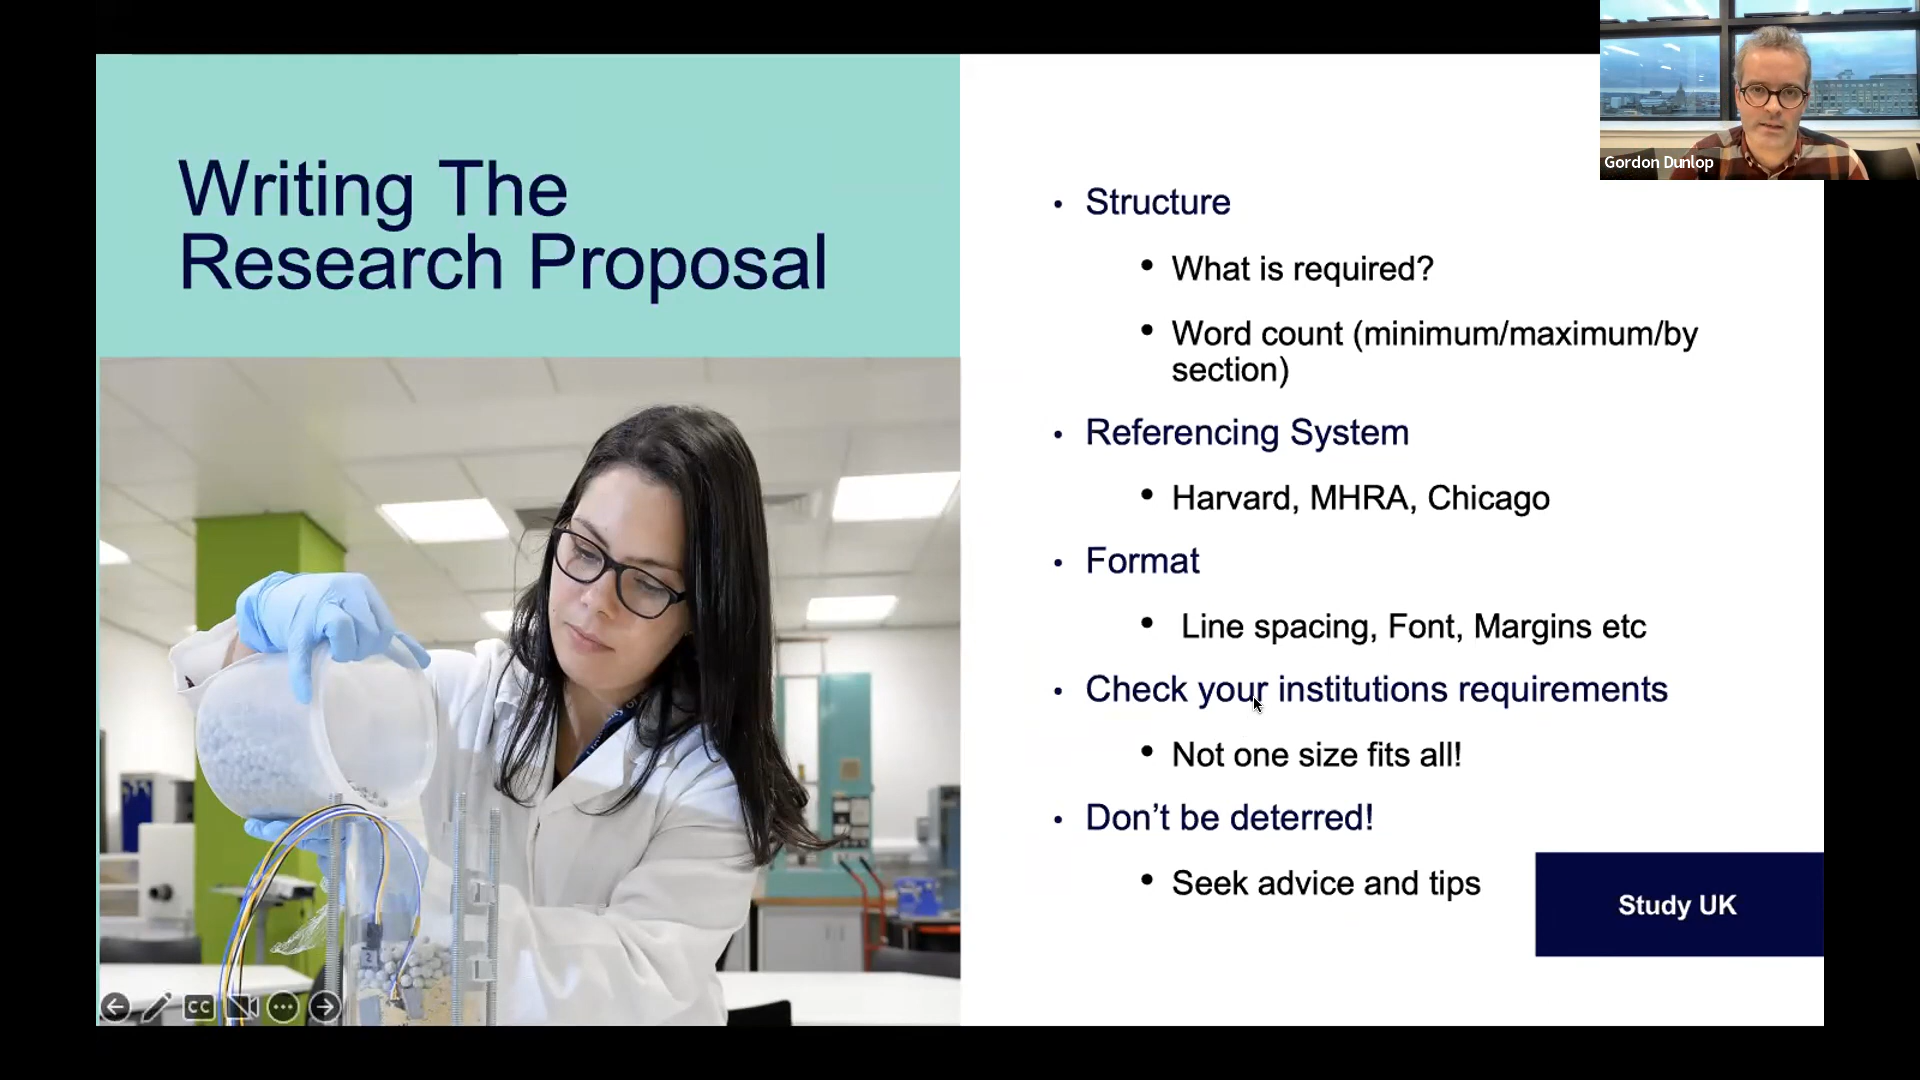 Gordon Dunlop
Writing The
Research Proposal
• Structure
• What is required?
• Word count (minimum/maximum/by
section)
• Referencing System
• Harvard, MHRA, Chicago
• Format
• Line spacing, Font, Margins etc
• Check your institutions requirements
• Not one size fits all!
• Don’t be deterred!
• Seek advice and tips
Study UK
CC
2